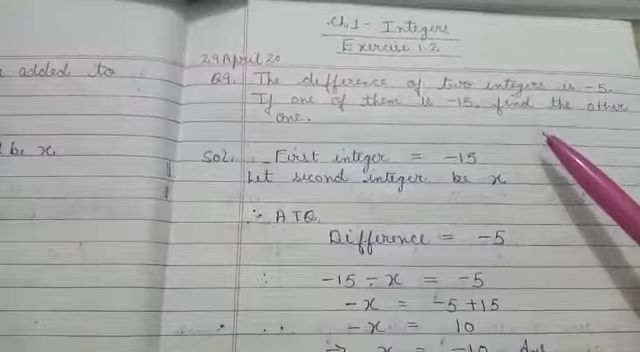 Ch 1 - Integers
Exercise 1.2
29 April 20
added to
Q9. The difference of two integers is -5.
If one of them is -15, find the other
one.
be x
Sol. First integer = -15
Let second integer be x
∴ ATQ,
Difference = -5
∴ -15 - x = -5
-x = -5 + 15
∴ -x = 10
⇒ x = -10 Ans